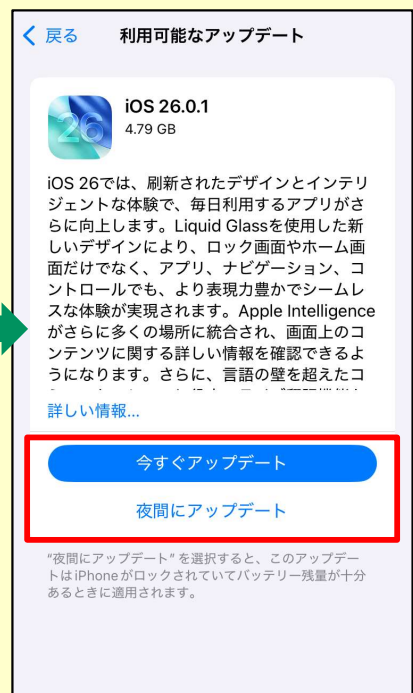 戻る 利用可能なアップデート
26
iOS 26.0.1
4.79 GB
iOS 26では、刷新されたデザインとインテリ
ジェントな体験で、毎日利用するアプリがさ
らに向上します。Liquid Glassを使用した新
しいデザインにより、ロック画面やホーム画
面だけでなく、アプリ、ナビゲーション、コ
ントロールでも、より表現力豊かでシームレ
スな体験が実現されます。Apple Intelligence
がさらに多くの場所に統合され、画面上のコ
ンテンツに関する詳しい情報を確認できるよ
うになります。さらに、言語の壁を超えたコ
詳しい情報...
今すぐアップデート
夜間にアップデート
“夜間にアップデート” を選択すると、このアップデー
トはiPhoneがロックされていてバッテリー残量が十分
あるときに適用されます。